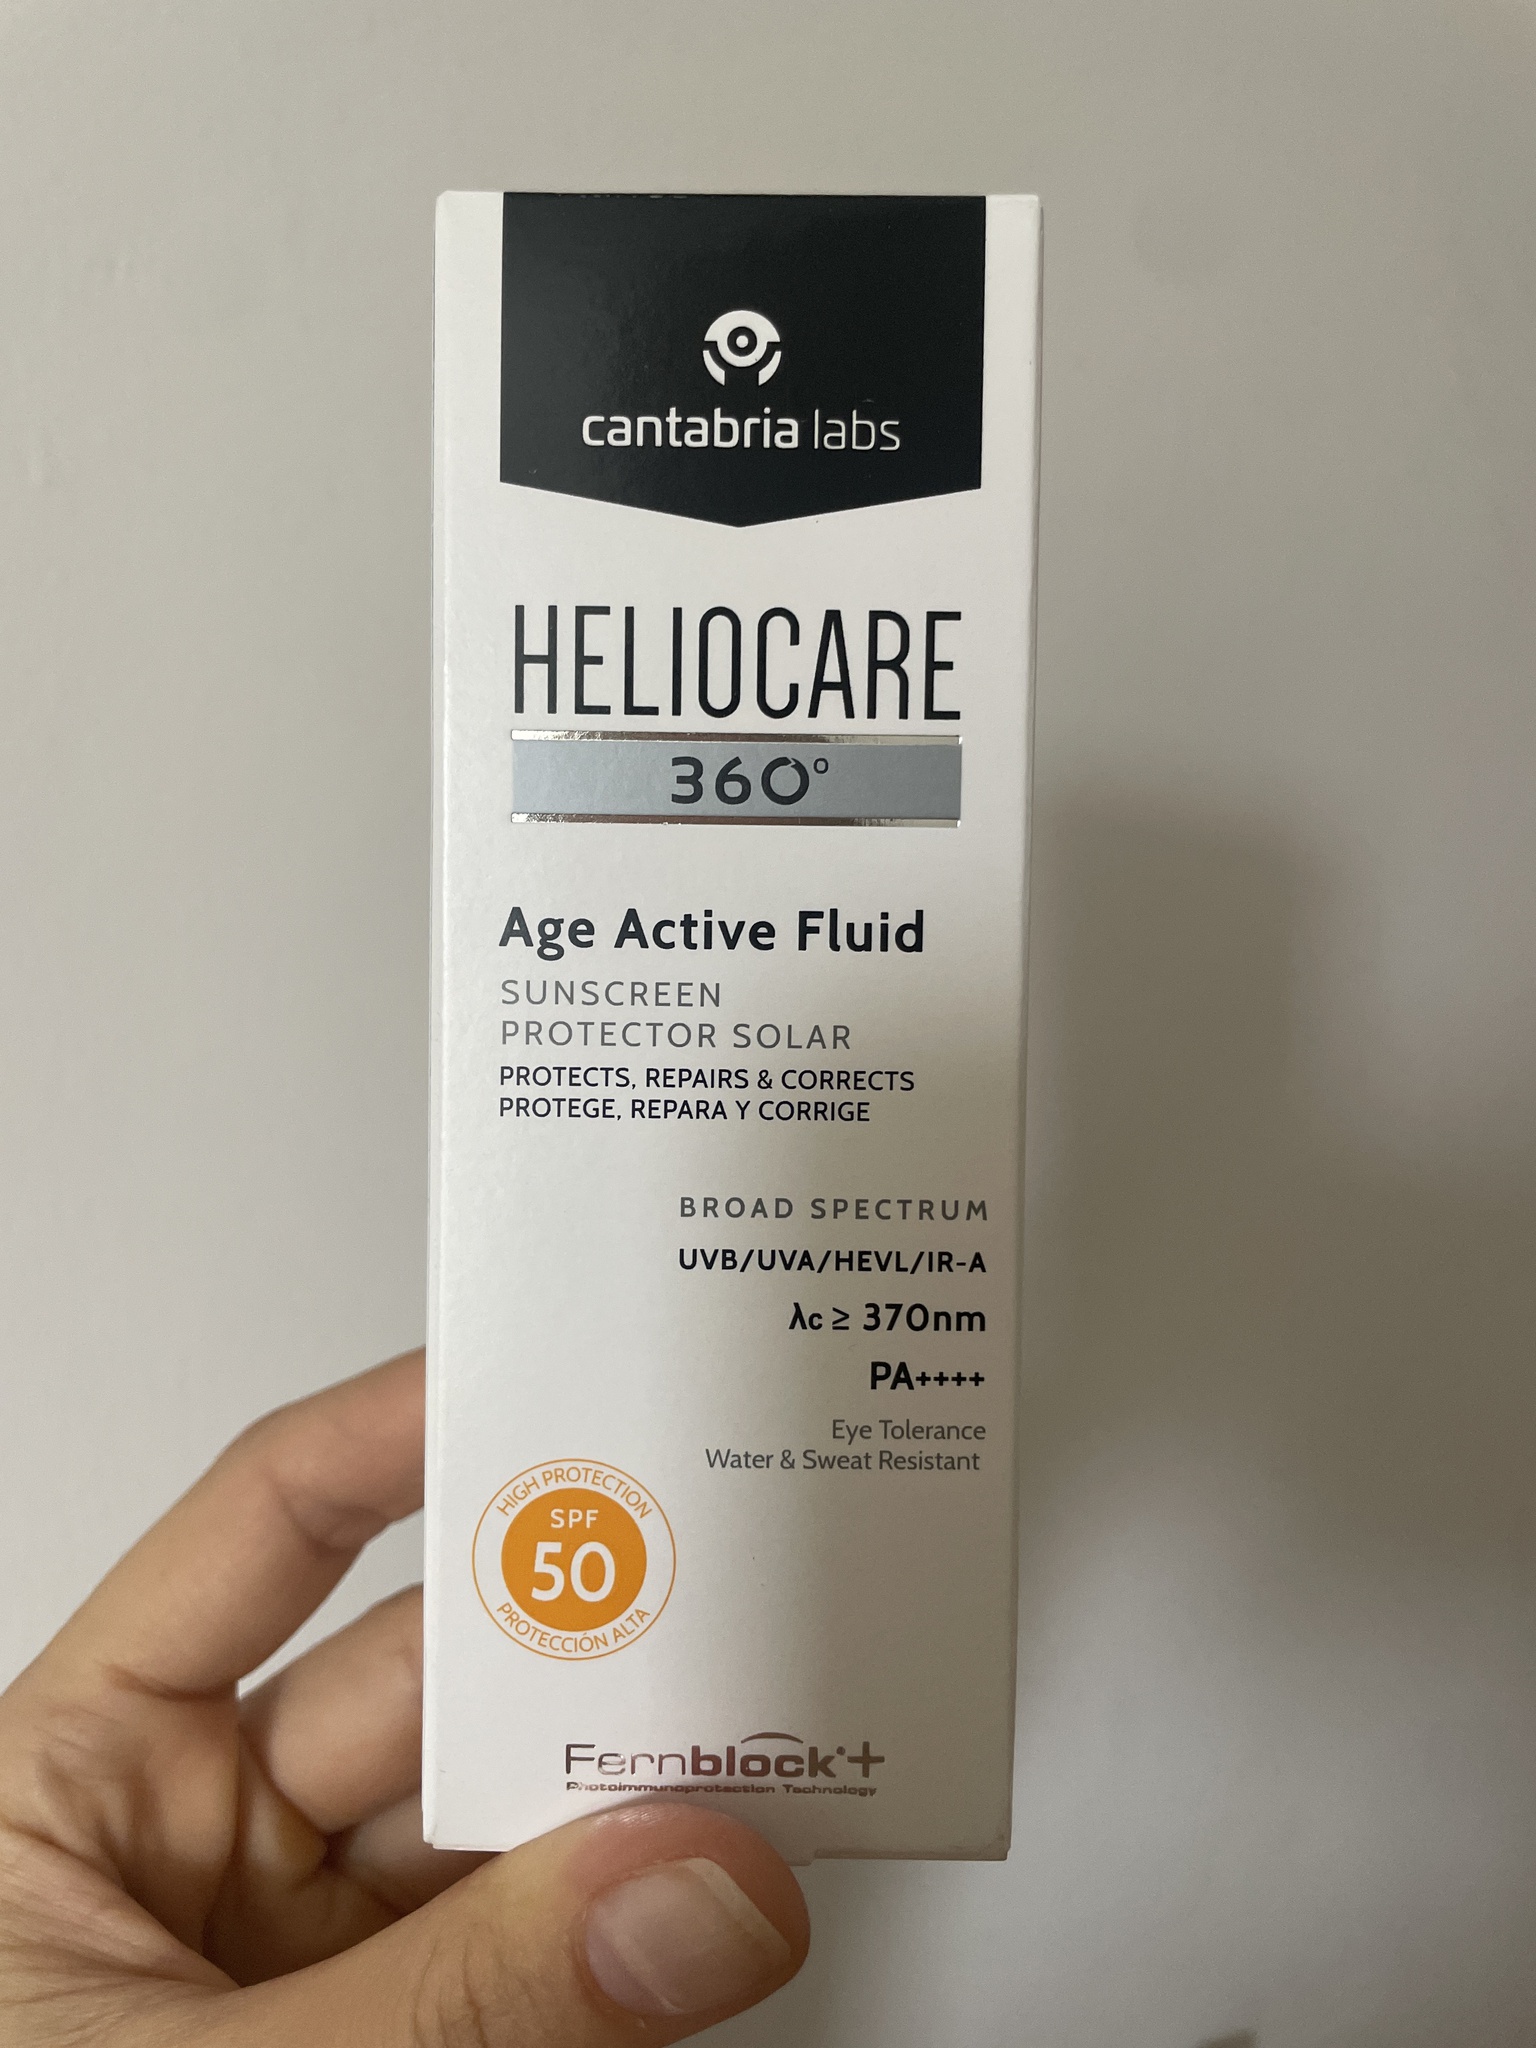 cantabria labs
HELIOCARE
360°
Age Active Fluid
SUNSCREEN
PROTECTOR SOLAR
PROTECTS, REPAIRS & CORRECTS
PROTEGE, REPARA Y CORRIGE
BROAD SPECTRUM
UVB/UVA/HEVL/IR-A
λc ≥ 370nm
PA++++
Eye Tolerance
Water & Sweat Resistant
HIGH PROTECTION
SPF
50
PROTECCIÓN ALTA
Fernblock®+
Photoimmunoprotection Technology